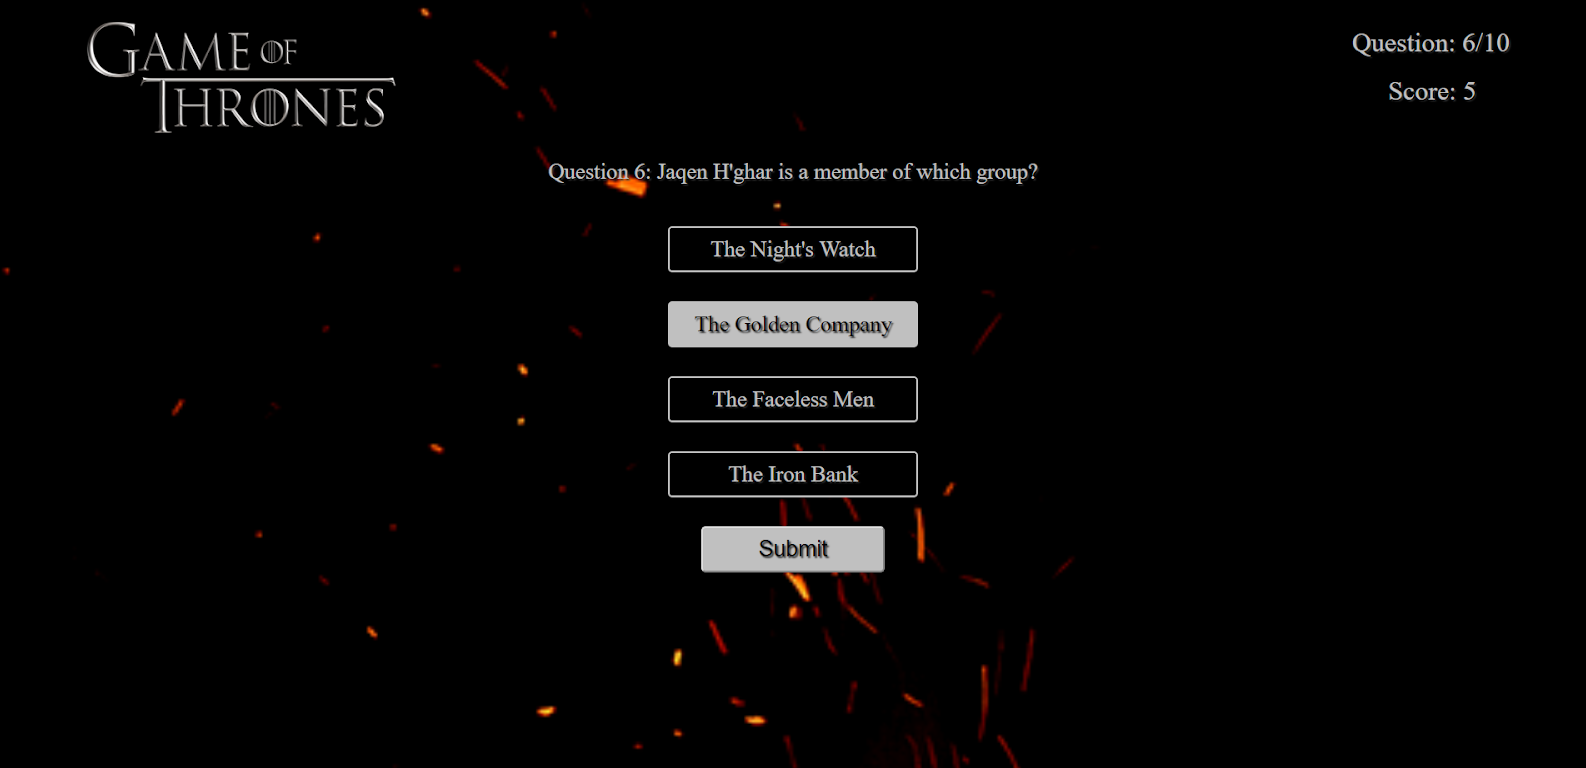 GAME OF
THRONES
Question: 6/10
Score: 5
Question 6: Jaqen H'ghar is a member of which group?
The Night's Watch
The Golden Company
The Faceless Men
The Iron Bank
Submit